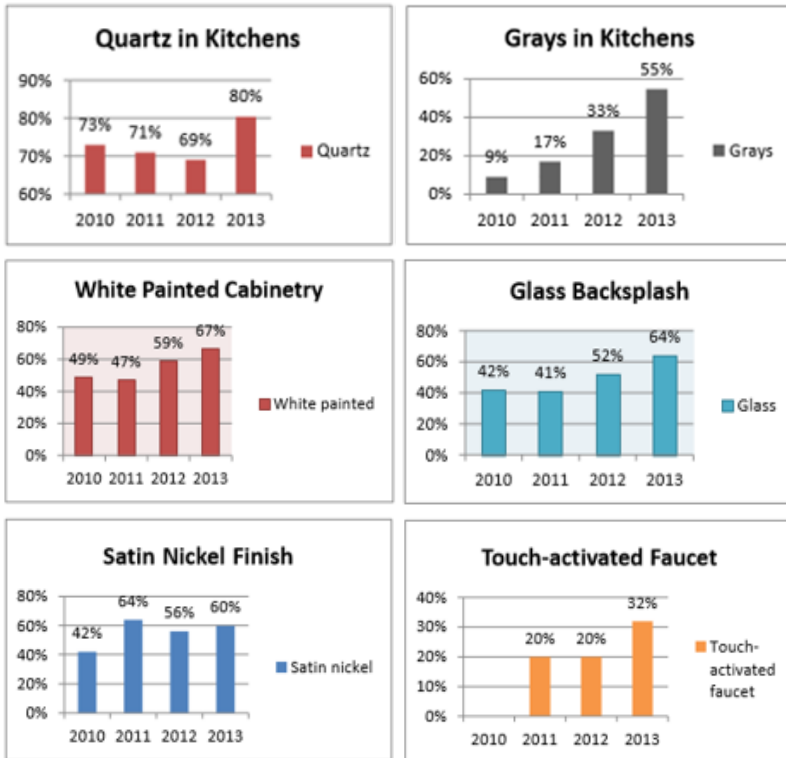 Quartz in Kitchens
90%
80%
70%
60%
73%
71%
69%
80%
2010 2011 2012 2013
Quartz
Grays in Kitchens
60%
40%
20%
0%
9%
17%
33%
55%
2010 2011 2012 2013
Grays
White Painted Cabinetry
80%
60%
40%
20%
0%
49%
47%
59%
67%
2010 2011 2012 2013
White painted
Glass Backsplash
80%
60%
40%
20%
0%
42%
41%
52%
64%
2010 2011 2012 2013
Glass
Satin Nickel Finish
80%
60%
40%
20%
0%
42%
64%
56%
60%
2010 2011 2012 2013
Satin nickel
Touch-activated Faucet
40%
30%
20%
10%
0%
20%
20%
32%
2010 2011 2012 2013
Touch-
activated
faucet